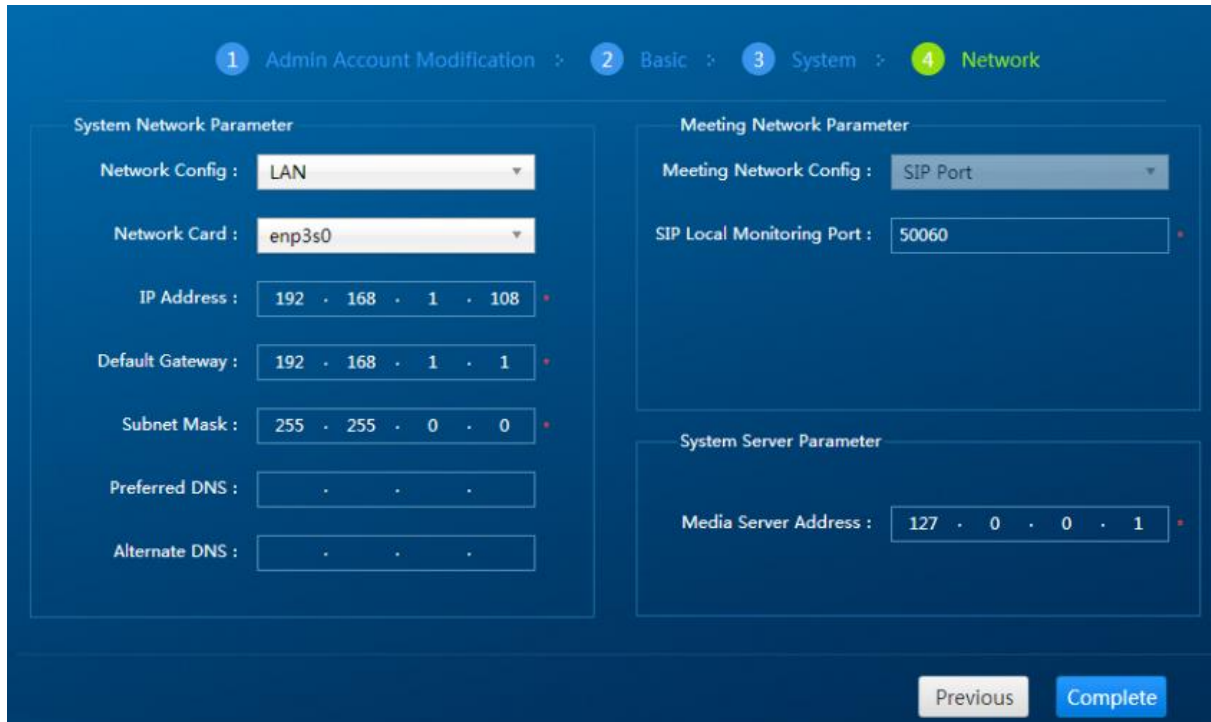 1 Admin Account Modification > 2 Basic > 3 System > 4 Network
System Network Parameter
Network Config : LAN
Network Card : enp3s0
IP Address : 192 . 168 . 1 . 108 *
Default Gateway : 192 . 168 . 1 . 1 *
Subnet Mask : 255 . 255 . 0 . 0 *
Preferred DNS : . . .
Alternate DNS : . . .
Meeting Network Parameter
Meeting Network Config : SIP Port
SIP Local Monitoring Port : 50060 *
System Server Parameter
Media Server Address : 127 . 0 . 0 . 1 *
Previous Complete